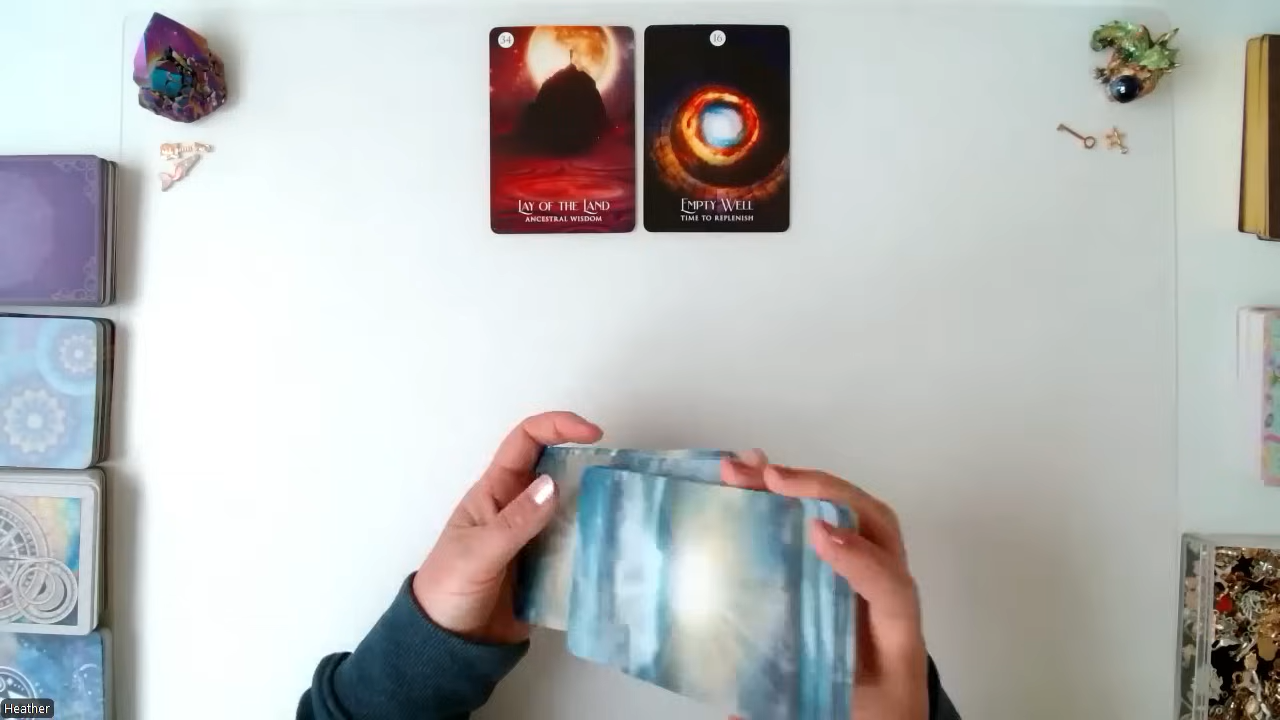 34
LAY OF THE LAND
ANCESTRAL WISDOM
16
EMPTY WELL
TIME TO REPLENISH
Heather